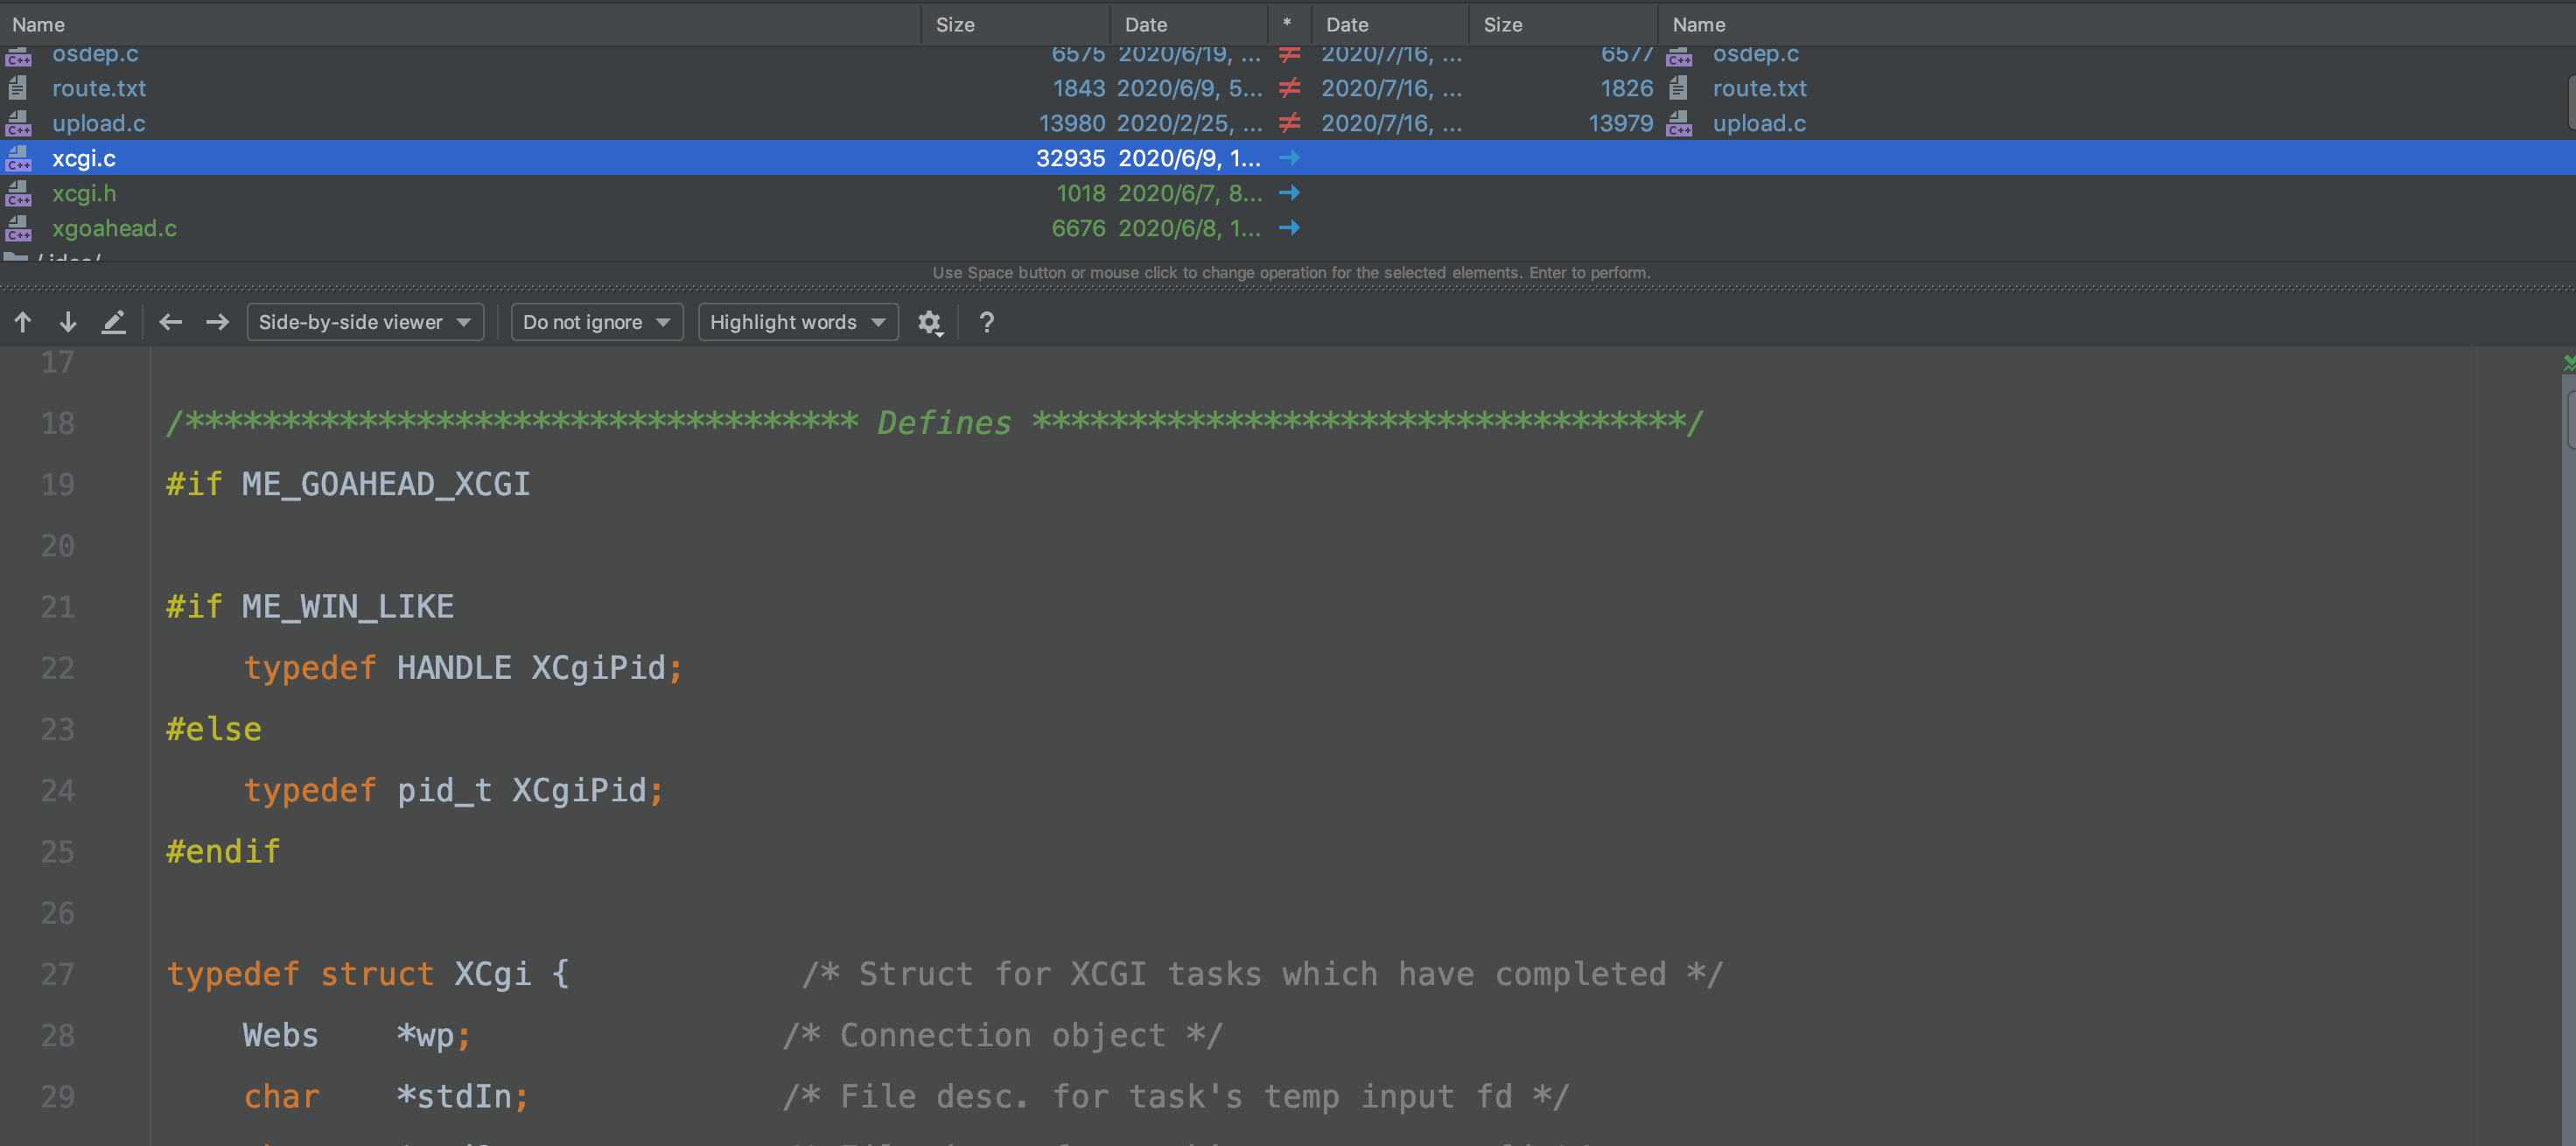 Name Size Date * Date Size Name
osdep.c 6575 2020/6/19, ... ≠ 2020/7/16, ... 6577 osdep.c
route.txt 1843 2020/6/9, 5... ≠ 2020/7/16, ... 1826 route.txt
upload.c 13980 2020/2/25, ... ≠ 2020/7/16, ... 13979 upload.c
xcgi.c 32935 2020/6/9, 1... →
xcgi.h 1018 2020/6/7, 8... →
xgoahead.c 6676 2020/6/8, 1... →
Use Space button or mouse click to change operation for the selected elements. Enter to perform.
Side-by-side viewer Do not ignore Highlight words ?
17
18 /*********************************** Defines **********************************/
19 #if ME_GOAHEAD_XCGI
20
21 #if ME_WIN_LIKE
22 typedef HANDLE XCgiPid;
23 #else
24 typedef pid_t XCgiPid;
25 #endif
26
27 typedef struct XCgi { /* Struct for XCGI tasks which have completed */
28 Webs *wp; /* Connection object */
29 char *stdIn; /* File desc. for task's temp input fd */